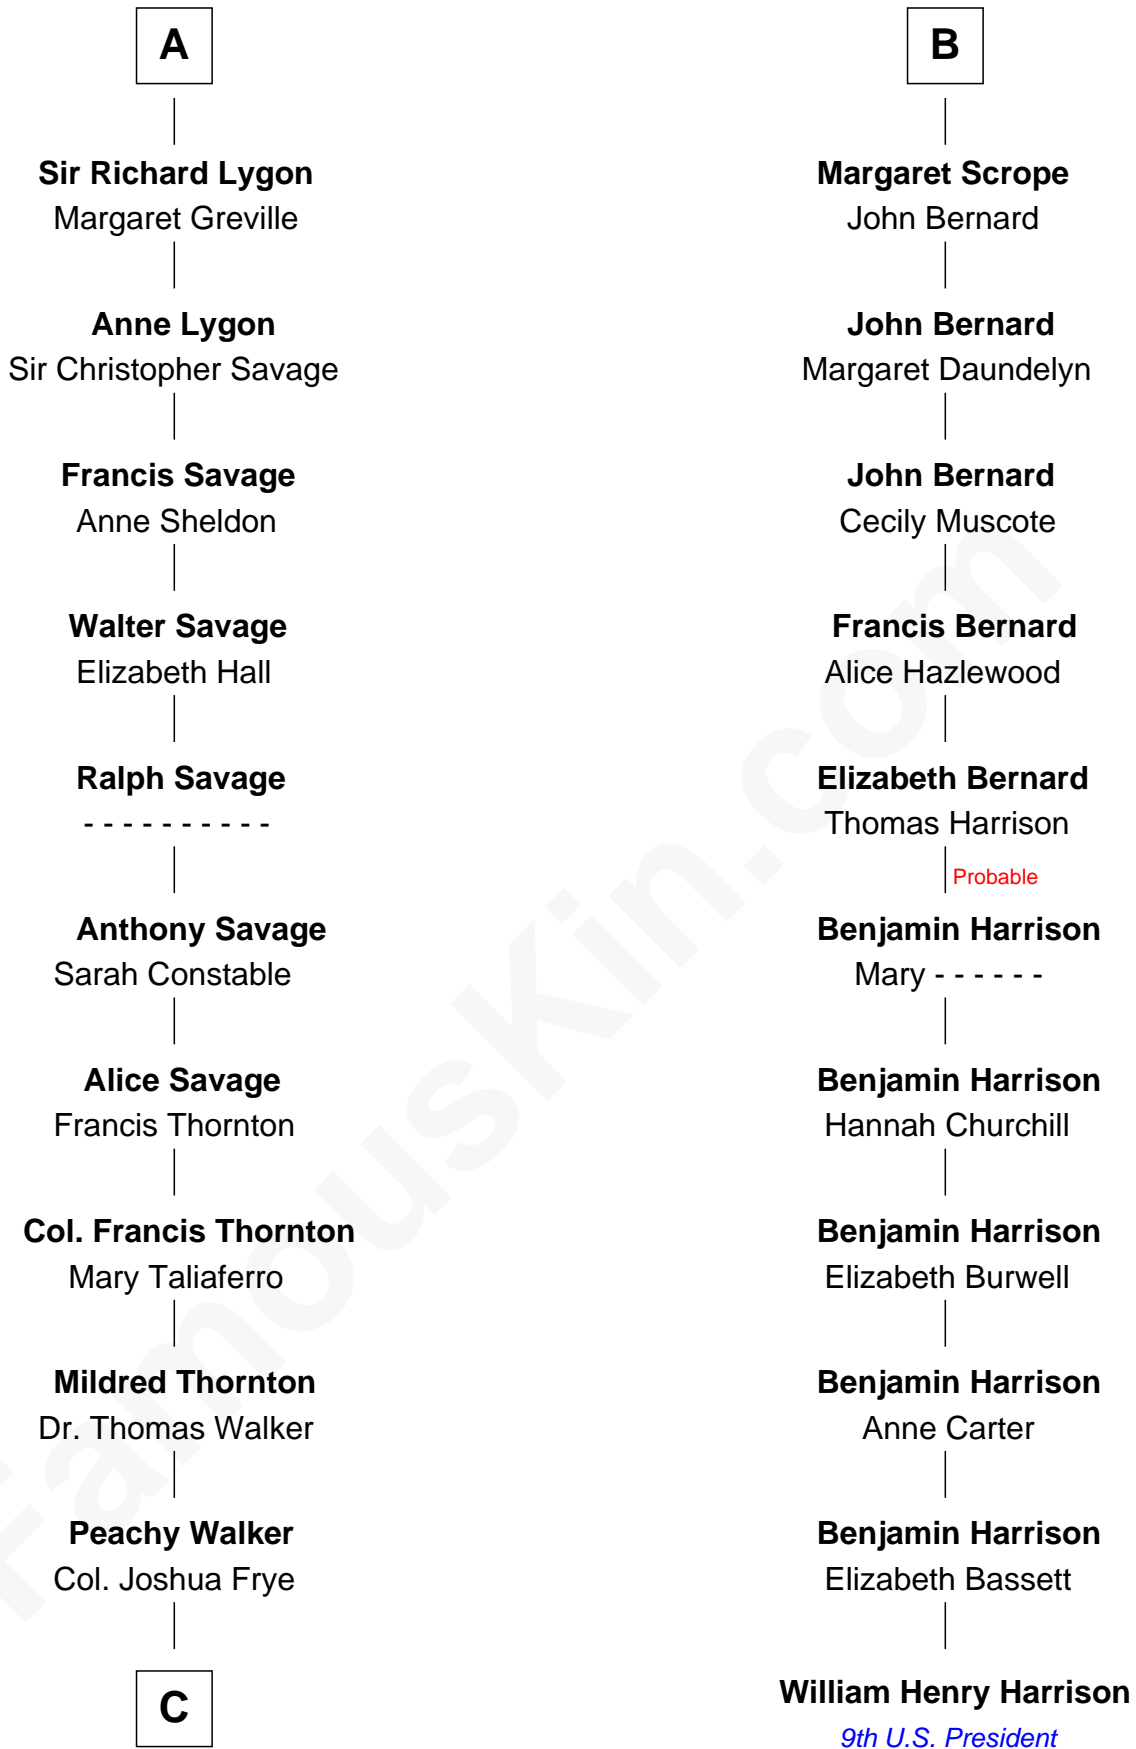 A
Sir Richard Lygon
Margaret Greville
Anne Lygon
Sir Christopher Savage
Francis Savage
Anne Sheldon
Walter Savage
Elizabeth Hall
Ralph Savage
- - - - - - - - - -
Anthony Savage
Sarah Constable
Alice Savage
Francis Thornton
Col. Francis Thornton
Mary Taliaferro
Mildred Thornton
Dr. Thomas Walker
Peachy Walker
Col. Joshua Frye
C
B
Margaret Scrope
John Bernard
John Bernard
Margaret Daundelyn
John Bernard
Cecily Muscote
Francis Bernard
Alice Hazlewood
Elizabeth Bernard
Thomas Harrison
Probable
Benjamin Harrison
Mary - - - - - -
Benjamin Harrison
Hannah Churchill
Benjamin Harrison
Elizabeth Burwell
Benjamin Harrison
Anne Carter
Benjamin Harrison
Elizabeth Bassett
William Henry Harrison
9th U.S. President
FamousKin.com